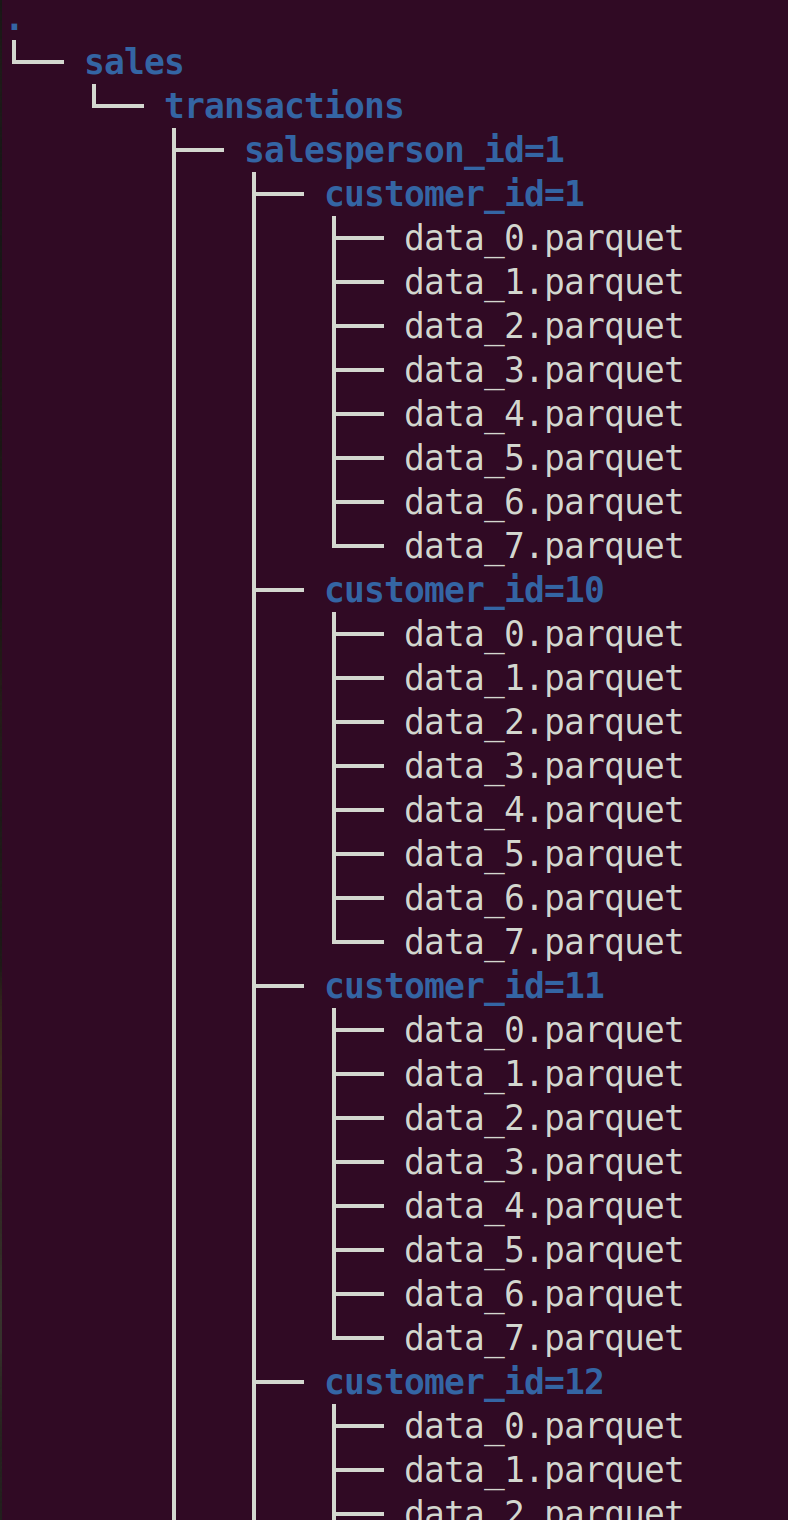 .
sales
transactions
salesperson_id=1
customer_id=1
data_0.parquet
data_1.parquet
data_2.parquet
data_3.parquet
data_4.parquet
data_5.parquet
data_6.parquet
data_7.parquet
customer_id=10
data_0.parquet
data_1.parquet
data_2.parquet
data_3.parquet
data_4.parquet
data_5.parquet
data_6.parquet
data_7.parquet
customer_id=11
data_0.parquet
data_1.parquet
data_2.parquet
data_3.parquet
data_4.parquet
data_5.parquet
data_6.parquet
data_7.parquet
customer_id=12
data_0.parquet
data_1.parquet
data_2.parquet